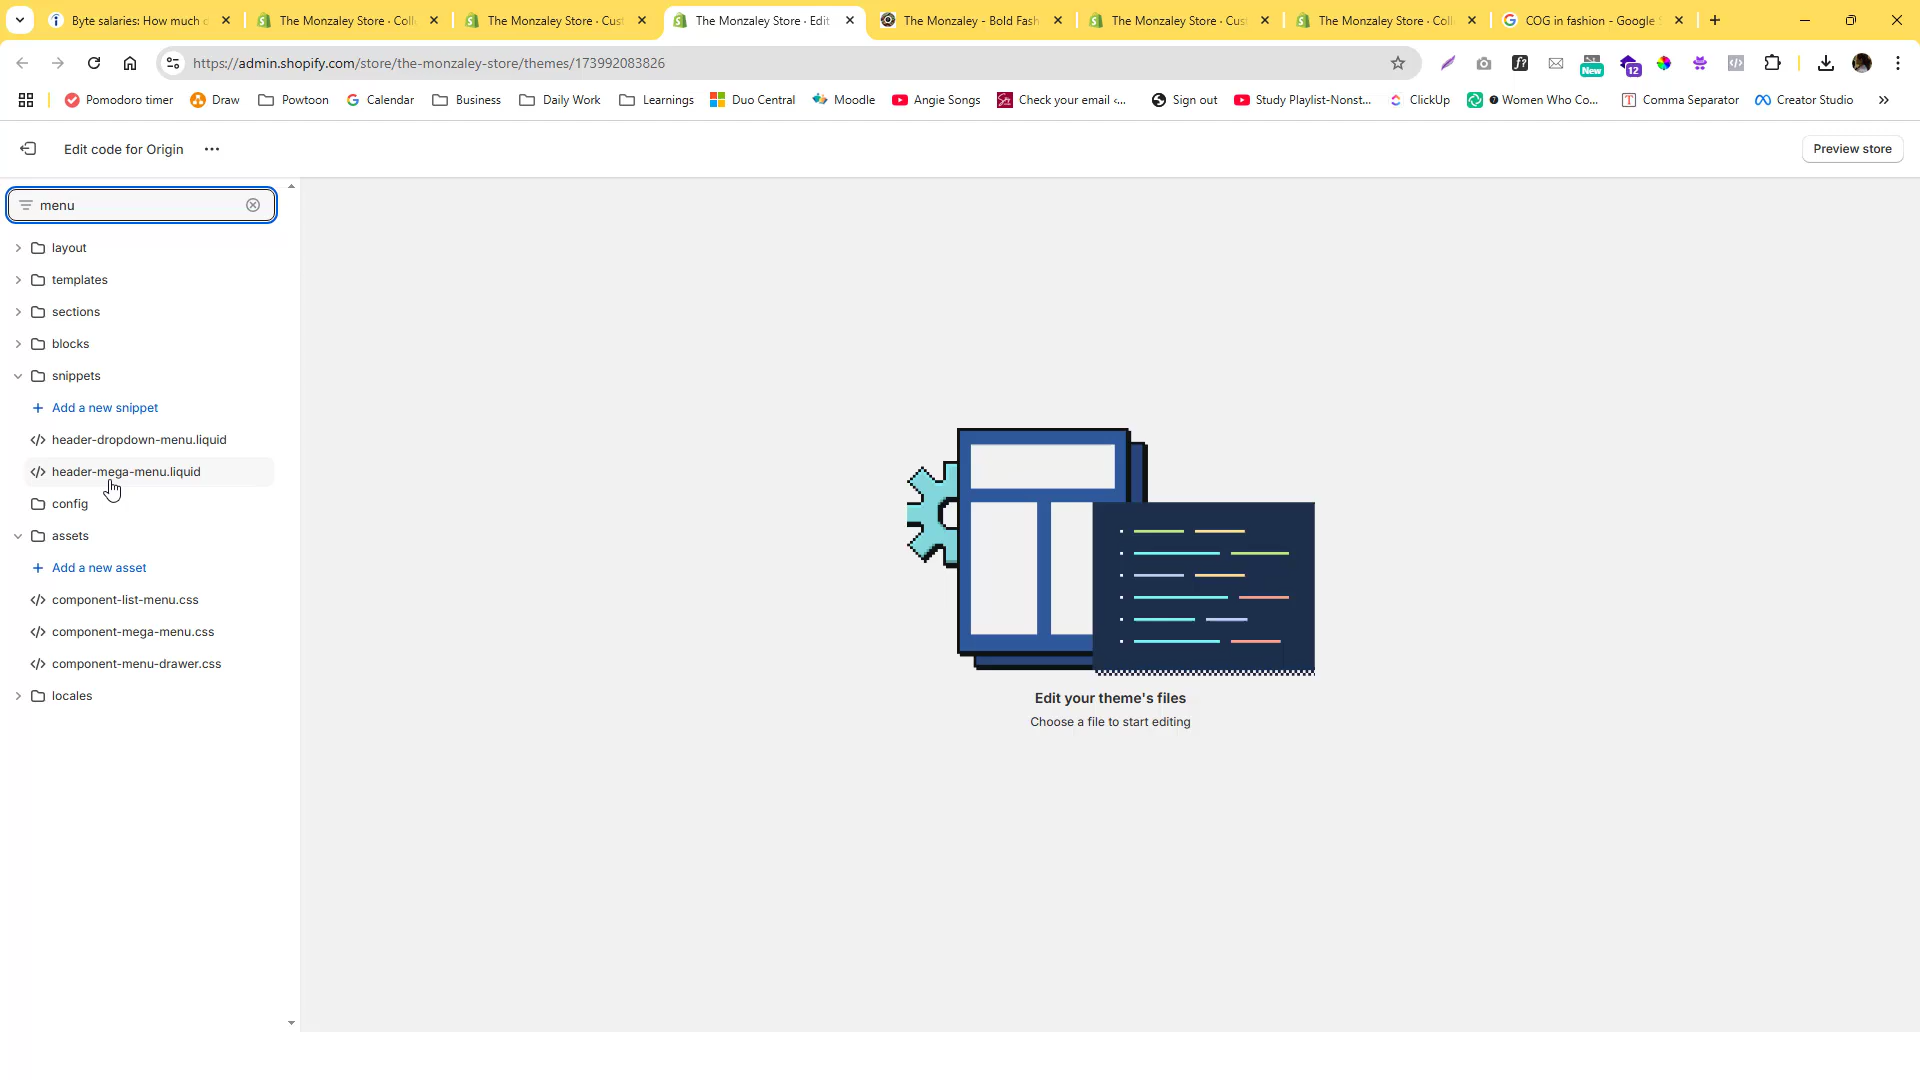 Byte salaries: How much
The Monzaley Store · Coll
The Monzaley Store · Cust
The Monzaley Store · Edit
The Monzaley - Bold Fash
The Monzaley Store · Cust
The Monzaley Store · Coll
COG in fashion - Google
https://admin.shopify.com/store/the-monzaley-store/themes/173992083826
New
12
Pomodoro timer
Draw
Powtoon
Calendar
Business
Daily Work
Learnings
Duo Central
Moodle
Angie Songs
Check your email <...
Sign out
Study Playlist-Nonst...
ClickUp
Women Who Co...
Comma Separator
Creator Studio
»
Edit code for Origin
Preview store
menu
layout
templates
sections
blocks
snippets
Add a new snippet
header-dropdown-menu.liquid
header-mega-menu.liquid
config
assets
Add a new asset
component-list-menu.css
component-mega-menu.css
component-menu-drawer.css
locales
Edit your theme's files
Choose a file to start editing